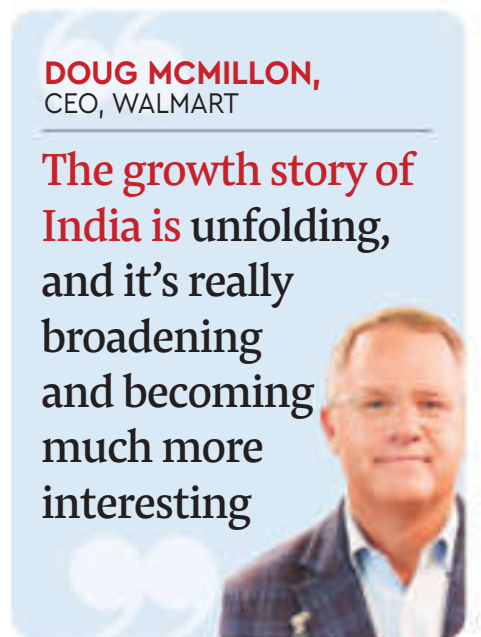 DOUG MCMILLON,
CEO, WALMART
The growth story of
India is unfolding,
and it’s really
broadening
and becoming
much more
interesting